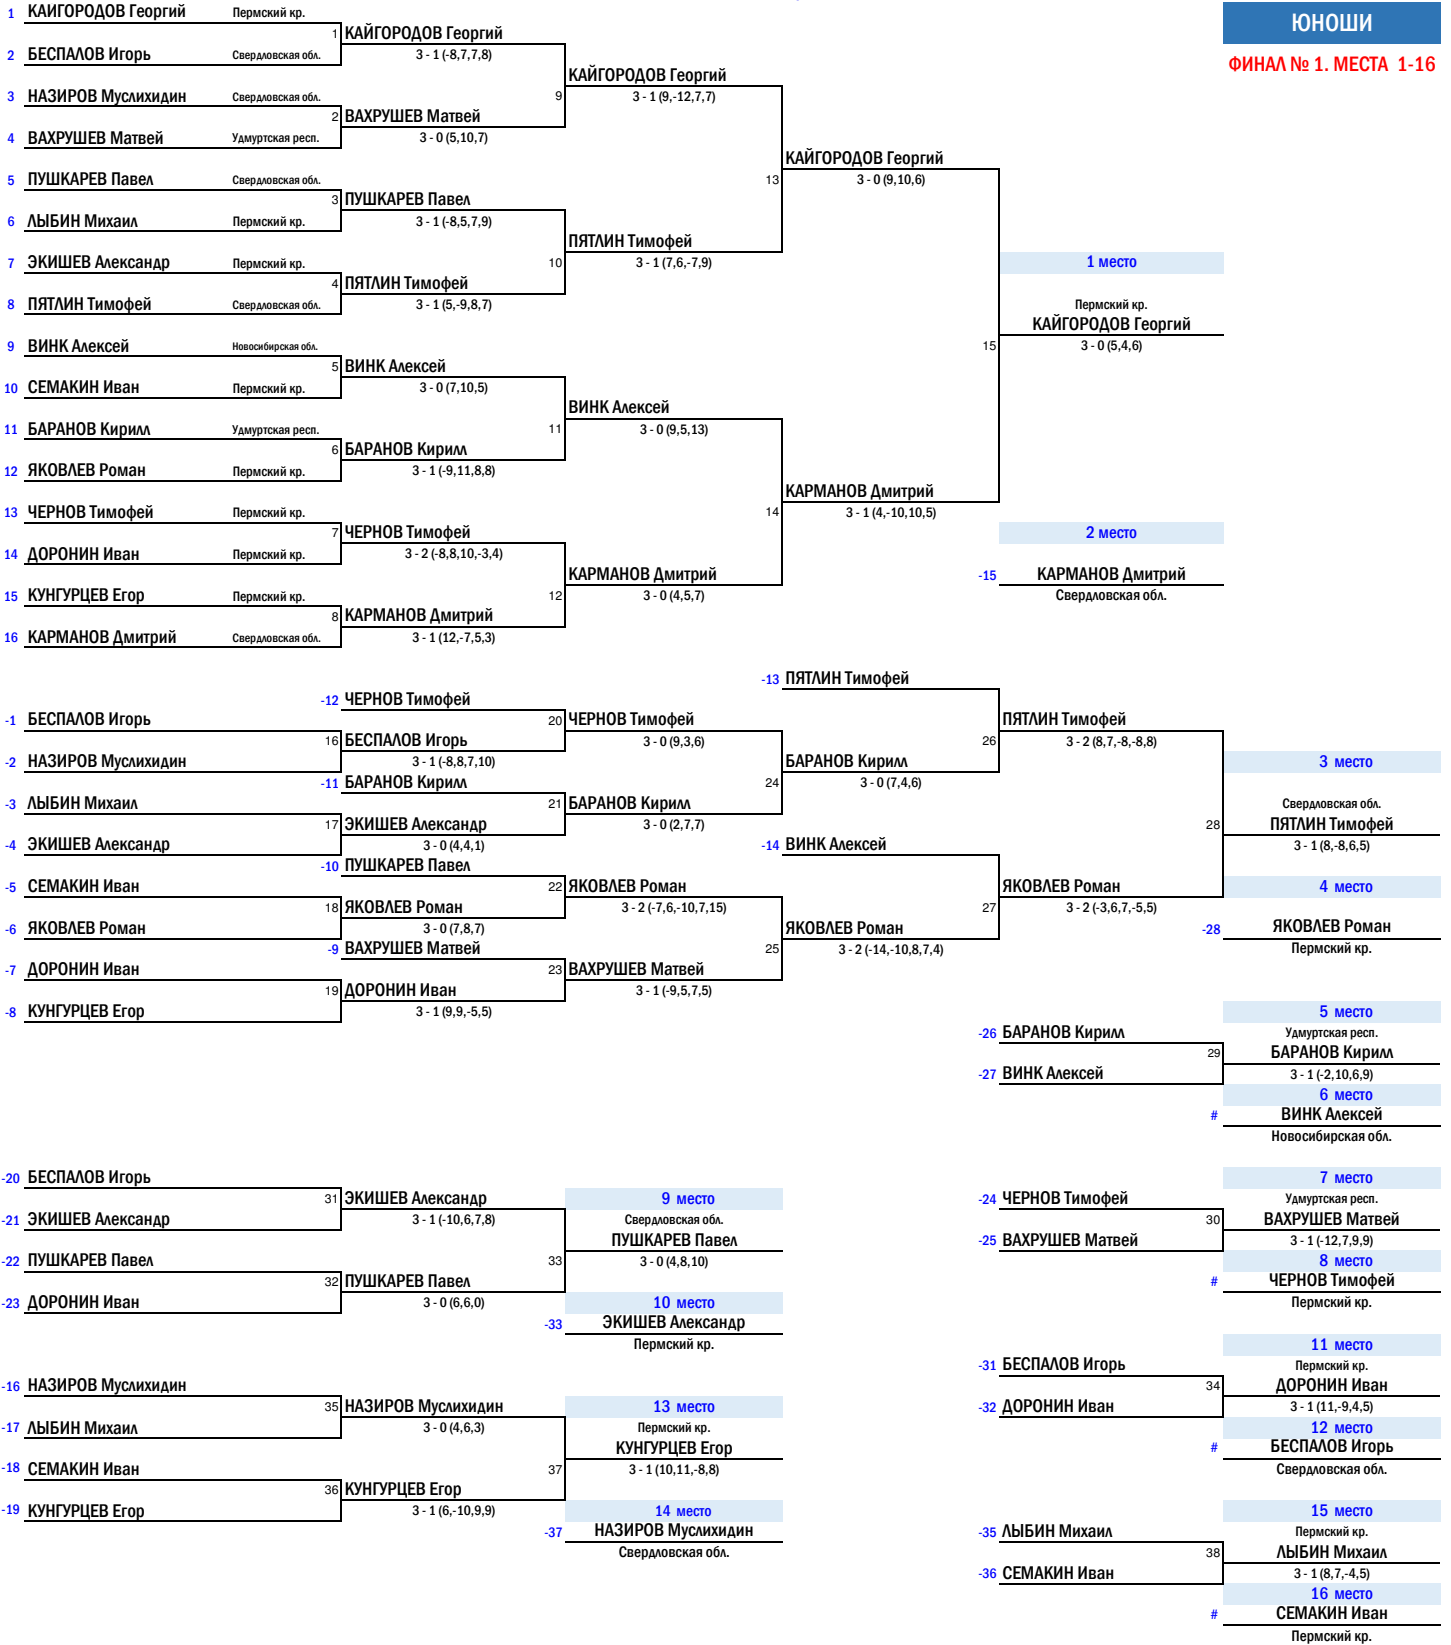 ЮНОШИ
ФИНАЛ № 1. МЕСТА 1-16
1 КАЙГОРОДОВ Георгий Пермский кр.
1 КАЙГОРОДОВ Георгий
2 БЕСПАЛОВ Игорь Свердловская обл. 3 - 1 (-8,7,7,8)
КАЙГОРОДОВ Георгий
3 НАЗИРОВ Муслихидин Свердловская обл. 9 3 - 1 (9,-12,7,7)
2 ВАХРУШЕВ Матвей
4 ВАХРУШЕВ Матвей Удмуртская респ. 3 - 0 (5,10,7)
КАЙГОРОДОВ Георгий
5 ПУШКАРЕВ Павел Свердловская обл. 13 3 - 0 (9,10,6)
3 ПУШКАРЕВ Павел
6 ЛЫБИН Михаил Пермский кр. 3 - 1 (-8,5,7,9)
ПЯТЛИН Тимофей
7 ЭКИШЕВ Александр Пермский кр. 10 3 - 1 (7,6,-7,9) 1 место
4 ПЯТЛИН Тимофей
8 ПЯТЛИН Тимофей Свердловская обл. 3 - 1 (5,-9,8,7) Пермский кр.
КАЙГОРОДОВ Георгий
9 ВИНК Алексей Новосибирская обл. 15 3 - 0 (5,4,6)
5 ВИНК Алексей
10 СЕМАКИН Иван Пермский кр. 3 - 0 (7,10,5)
ВИНК Алексей
11 БАРАНОВ Кирилл Удмуртская респ. 11 3 - 0 (9,5,13)
6 БАРАНОВ Кирилл
12 ЯКОВЛЕВ Роман Пермский кр. 3 - 1 (-9,11,8,8)
КАРМАНОВ Дмитрий
13 ЧЕРНОВ Тимофей Пермский кр. 14 3 - 1 (4,-10,10,5)
7 ЧЕРНОВ Тимофей 2 место
14 ДОРОНИН Иван Пермский кр. 3 - 2 (-8,8,10,-3,4)
КАРМАНОВ Дмитрий -15 КАРМАНОВ Дмитрий
15 КУНГУРЦЕВ Егор Пермский кр. 12 3 - 0 (4,5,7) Свердловская обл.
8 КАРМАНОВ Дмитрий
16 КАРМАНОВ Дмитрий Свердловская обл. 3 - 1 (12,-7,5,3)
-13 ПЯТЛИН Тимофей
-12 ЧЕРНОВ Тимофей
-1 БЕСПАЛОВ Игорь 20 ЧЕРНОВ Тимофей ПЯТЛИН Тимофей
16 БЕСПАЛОВ Игорь 3 - 0 (9,3,6) 26 3 - 2 (8,7,-8,-8,8)
-2 НАЗИРОВ Муслихидин 3 - 1 (-8,8,7,10) БАРАНОВ Кирилл 3 место
-11 БАРАНОВ Кирилл 24 3 - 0 (7,4,6)
-3 ЛЫБИН Михаил 21 БАРАНОВ Кирилл Свердловская обл.
17 ЭКИШЕВ Александр 3 - 0 (2,7,7) 28 ПЯТЛИН Тимофей
-4 ЭКИШЕВ Александр 3 - 0 (4,4,1) -14 ВИНК Алексей 3 - 1 (8,-8,6,5)
-10 ПУШКАРЕВ Павел
-5 СЕМАКИН Иван 22 ЯКОВЛЕВ Роман ЯКОВЛЕВ Роман 4 место
18 ЯКОВЛЕВ Роман 3 - 2 (-7,6,-10,7,15) 27 3 - 2 (-3,6,7,-5,5)
-6 ЯКОВЛЕВ Роман 3 - 0 (7,8,7) ЯКОВЛЕВ Роман -28 ЯКОВЛЕВ Роман
-9 ВАХРУШЕВ Матвей 25 3 - 2 (-14,-10,8,7,4) Пермский кр.
-7 ДОРОНИН Иван 23 ВАХРУШЕВ Матвей
19 ДОРОНИН Иван 3 - 1 (-9,5,7,5)
-8 КУНГУРЦЕВ Егор 3 - 1 (9,9,-5,5) 5 место
-26 БАРАНОВ Кирилл Удмуртская респ.
29 БАРАНОВ Кирилл
-27 ВИНК Алексей 3 - 1 (-2,10,6,9)
6 место
# ВИНК Алексей
Новосибирская обл.
-20 БЕСПАЛОВ Игорь 7 место
31 ЭКИШЕВ Александр 9 место -24 ЧЕРНОВ Тимофей Удмуртская респ.
-21 ЭКИШЕВ Александр 3 - 1 (-10,6,7,8) Свердловская обл. 30 ВАХРУШЕВ Матвей
ПУШКАРЕВ Павел -25 ВАХРУШЕВ Матвей 3 - 1 (-12,7,9,9)
-22 ПУШКАРЕВ Павел 33 3 - 0 (4,8,10) 8 место
32 ПУШКАРЕВ Павел # ЧЕРНОВ Тимофей
-23 ДОРОНИН Иван 3 - 0 (6,6,0) 10 место Пермский кр.
-33 ЭКИШЕВ Александр
Пермский кр. 11 место
-31 БЕСПАЛОВ Игорь Пермский кр.
-16 НАЗИРОВ Муслихидин 34 ДОРОНИН Иван
35 НАЗИРОВ Муслихидин 13 место -32 ДОРОНИН Иван 3 - 1 (11,-9,4,5)
-17 ЛЫБИН Михаил 3 - 0 (4,6,3) Пермский кр. 12 место
КУНГУРЦЕВ Егор # БЕСПАЛОВ Игорь
-18 СЕМАКИН Иван 37 3 - 1 (10,11,-8,8) Свердловская обл.
36 КУНГУРЦЕВ Егор
-19 КУНГУРЦЕВ Егор 3 - 1 (6,-10,9,9) 14 место 15 место
-37 НАЗИРОВ Муслихидин -35 ЛЫБИН Михаил Пермский кр.
Свердловская обл. 38 ЛЫБИН Михаил
-36 СЕМАКИН Иван 3 - 1 (8,7,-4,5)
16 место
# СЕМАКИН Иван
Пермский кр.